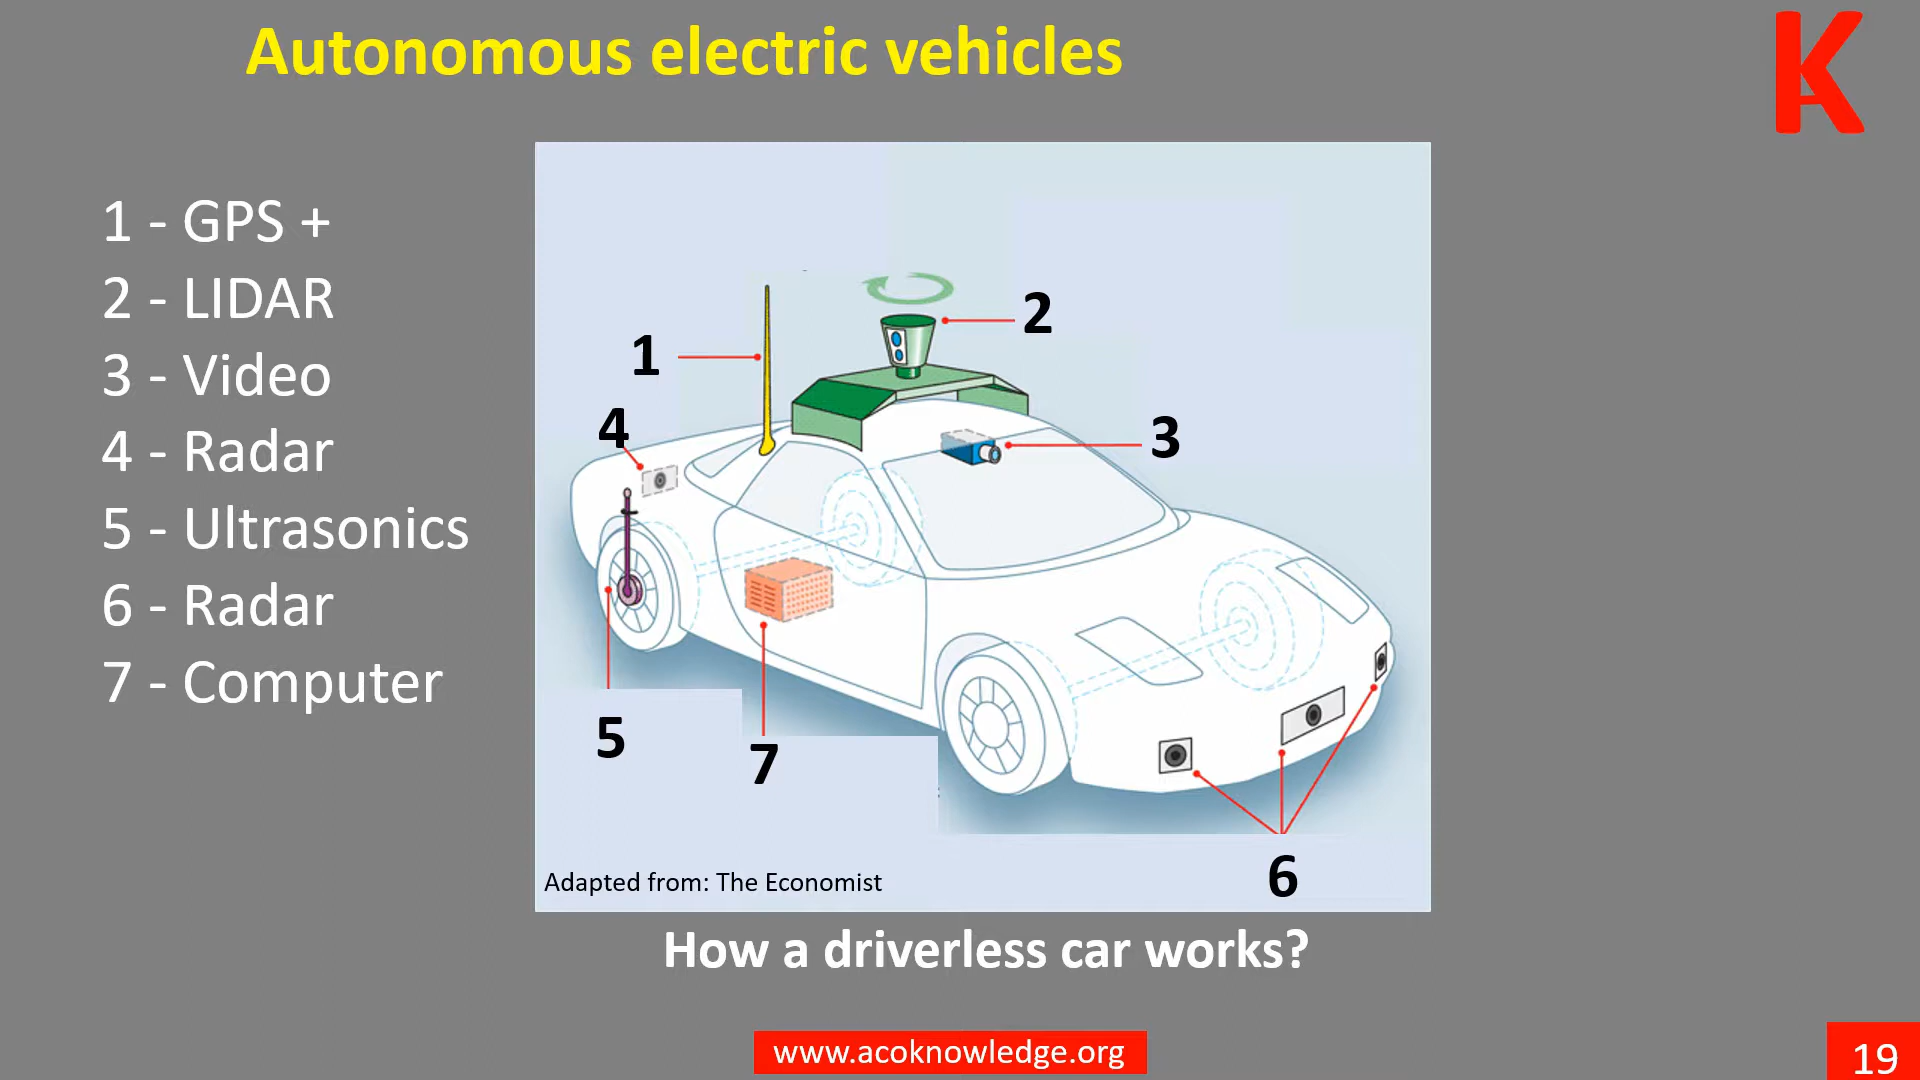 Autonomous electric vehicles
KA
1 - GPS +
2 - LIDAR
3 - Video
4 - Radar
5 - Ultrasonics
6 - Radar
7 - Computer
1
2
3
4
5
7
6
Adapted from: The Economist
How a driverless car works?
www.acoknowledge.org
19